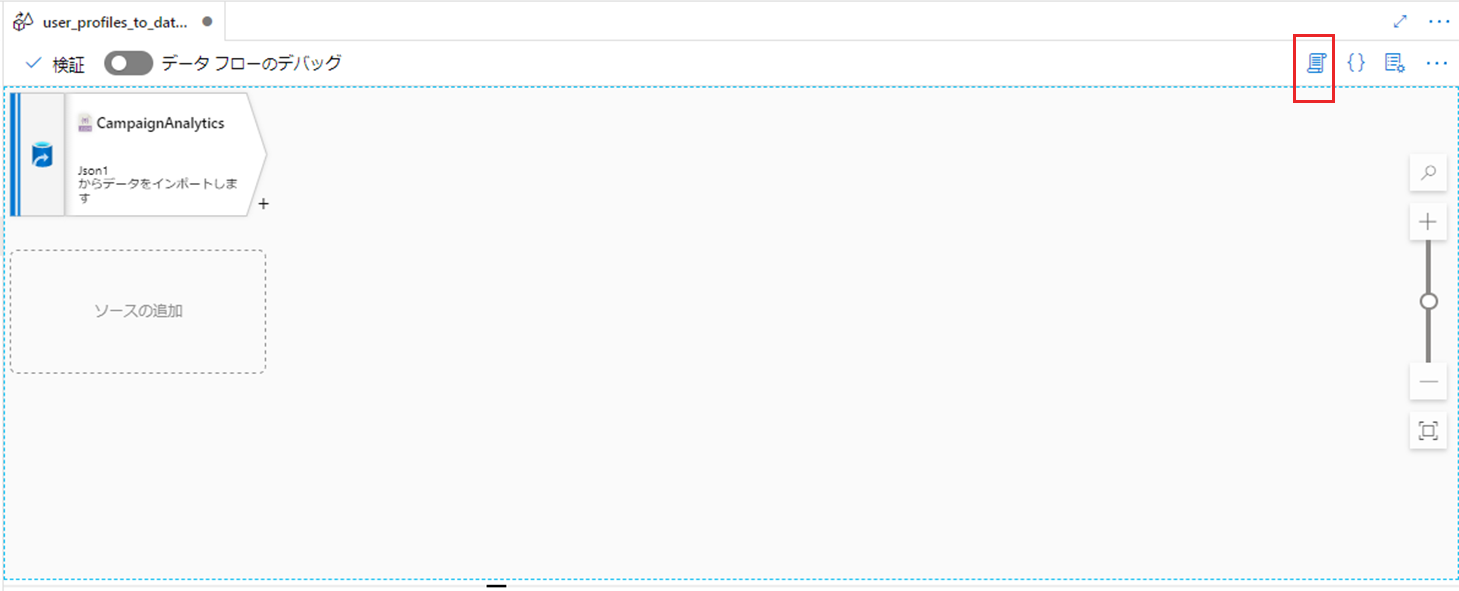 user_profiles_to_dat...
検証
データ フローのデバッグ
CampaignAnalytics
Json1
からデータをインポートしま
す
ソースの追加